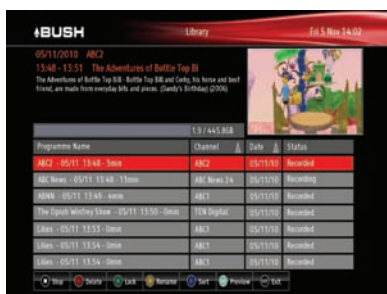 BUSH Library Fri 5 Nov 14:02
05/11/2010 ABC2
13:48 - 13:51 The Adventures of Bottle Top Bi
The Adventures of Bottle Top Bill - Bottle Top Bill and Corky, his horse and best
friend, are made from everyday bits and pieces. (Dandy's Birthday) (2006)
1.9 / 445.8GB
Programme Name Channel Date Status
ABC2 - 05/11 13:48 - 3min ABC2 05/11/10 Recorded
ABC News - 05/11 13:48 - 13min ABC News 24 05/11/10 Recording
ABNN - 05/11 13:49 - 4min ABC1 05/11/10 Recorded
The Oprah Winfrey Show - 05/11 13:50 - 0min TEN Digital 05/11/10 Recorded
Lilies - 05/11 13:53 - 0min ABC1 05/11/10 Recorded
Lilies - 05/11 13:54 - 0min ABC1 05/11/10 Recorded
Lilies - 05/11 13:54 - 0min ABC1 05/11/10 Recorded
Stop Delete Lock Rename Sort Preview Exit